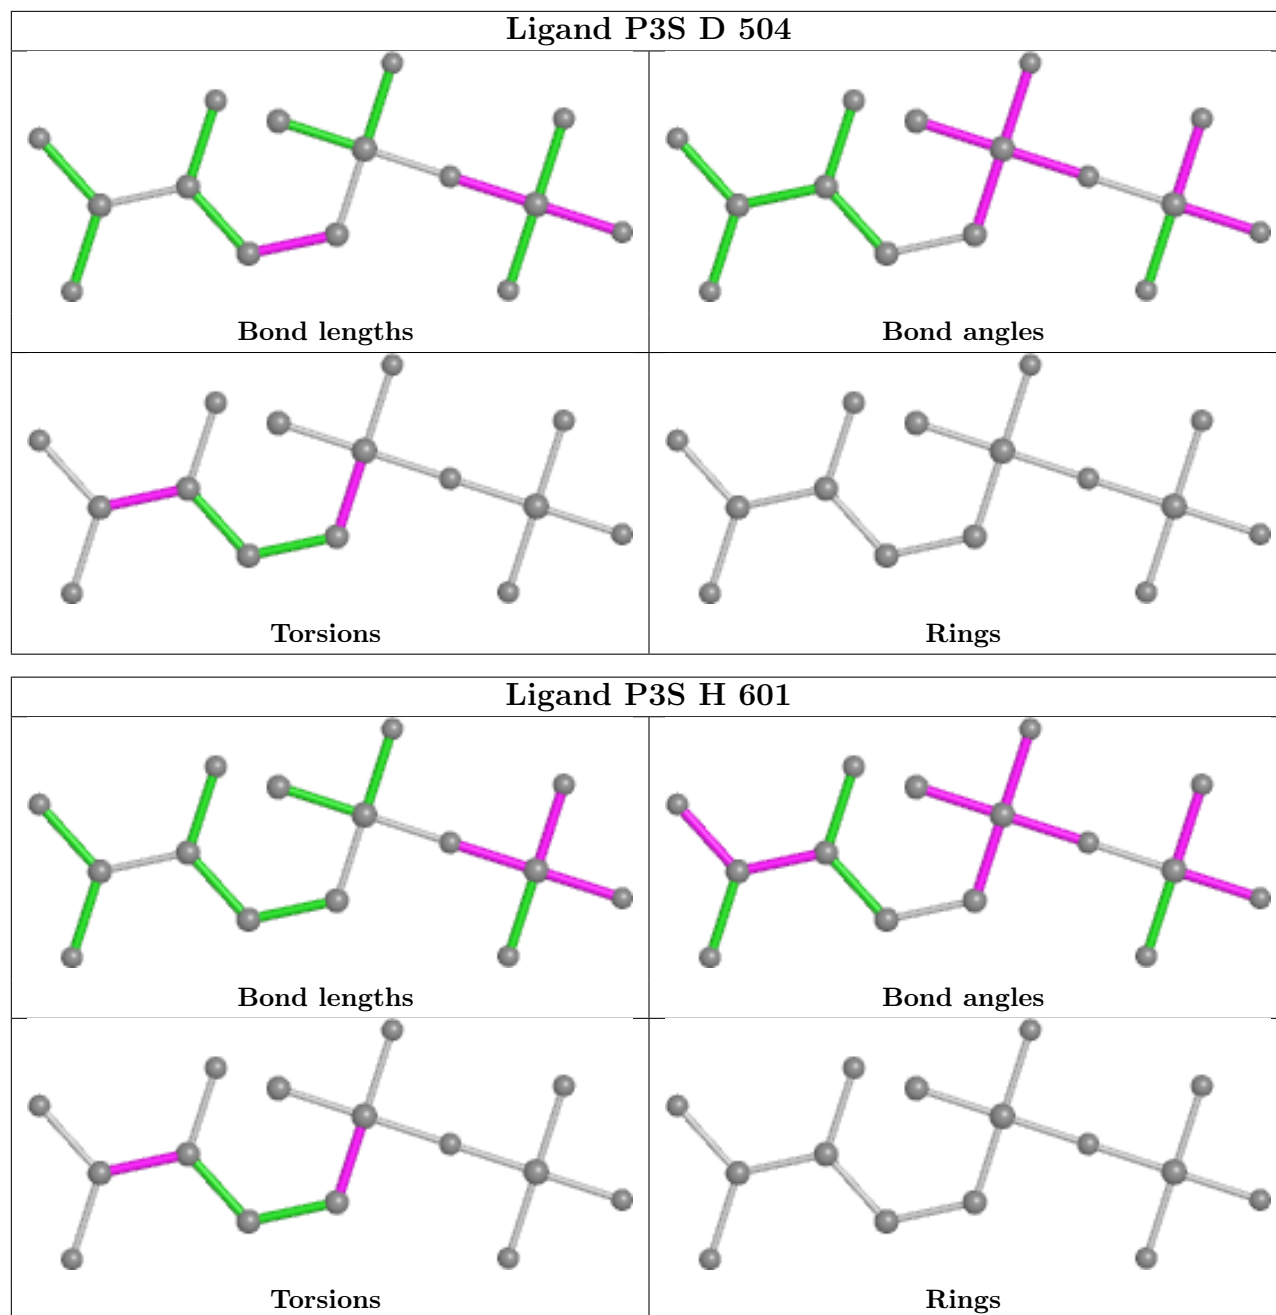 Ligand P3S D 504
Bond lengths
Bond angles
Torsions
Rings
Ligand P3S H 601
Bond lengths
Bond angles
Torsions
Rings